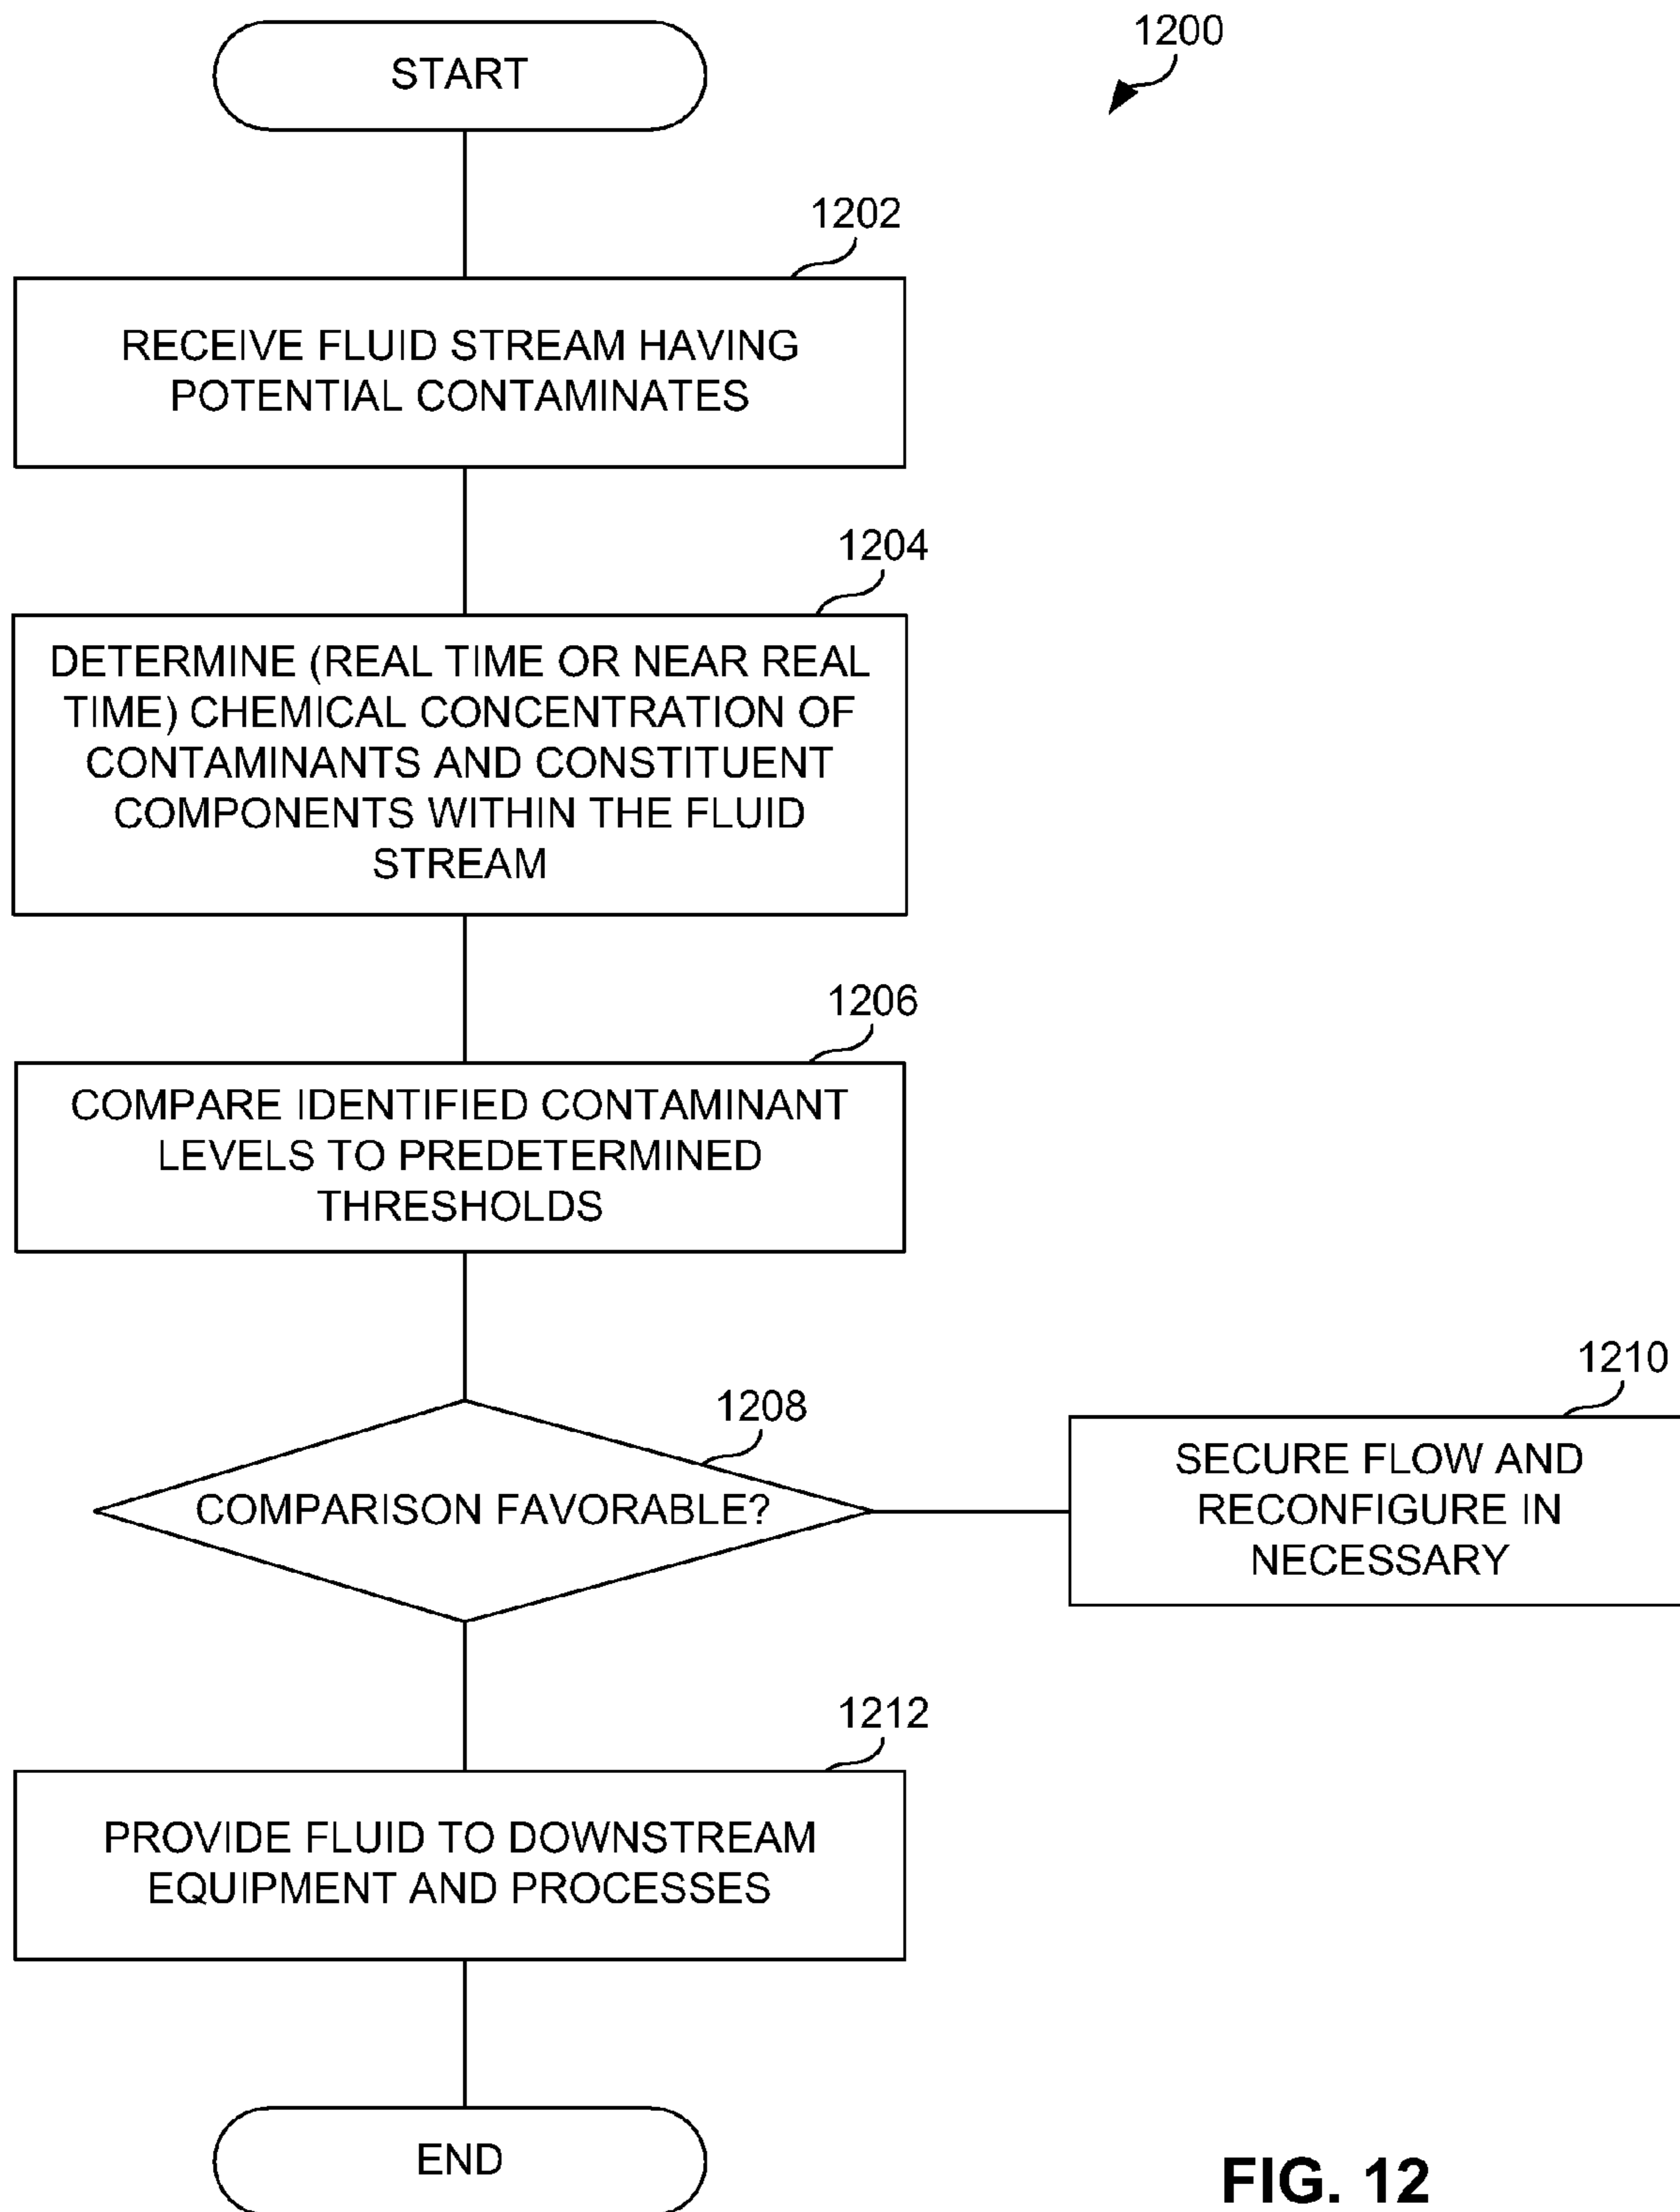 START
1200
1202
RECEIVE FLUID STREAM HAVING
POTENTIAL CONTAMINATES
1204
DETERMINE (REAL TIME OR NEAR REAL
TIME) CHEMICAL CONCENTRATION OF
CONTAMINANTS AND CONSTITUENT
COMPONENTS WITHIN THE FLUID
STREAM
1206
COMPARE IDENTIFIED CONTAMINANT
LEVELS TO PREDETERMINED
THRESHOLDS
1208
COMPARISON FAVORABLE?
1210
SECURE FLOW AND
RECONFIGURE IN
NECESSARY
1212
PROVIDE FLUID TO DOWNSTREAM
EQUIPMENT AND PROCESSES
END
FIG. 12